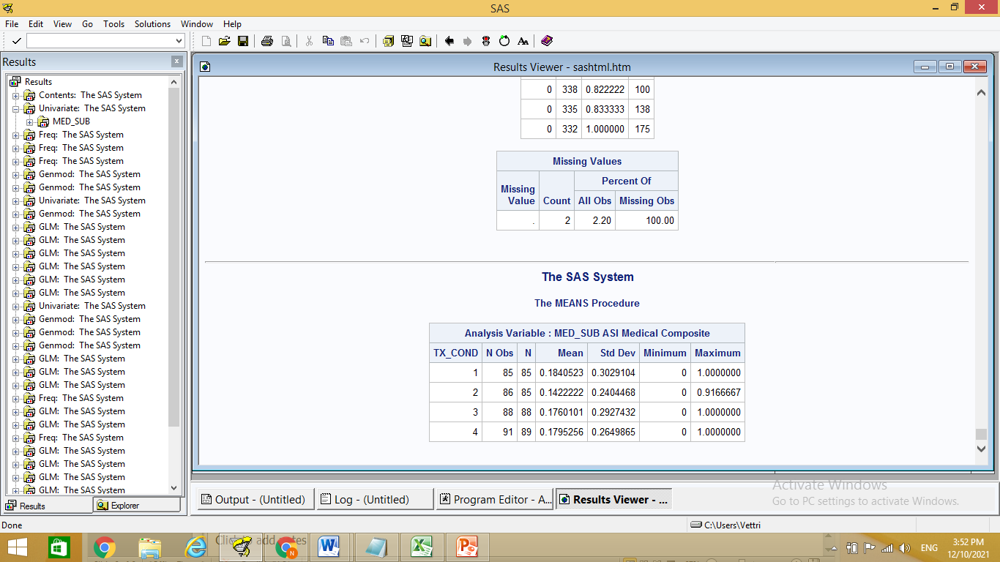 SAS
File Edit View Go Tools Solutions Window Help
Results
Results Viewer - sashtml.htm
Results
Contents: The SAS System
Univariate: The SAS System
MED_SUB
Freq: The SAS System
Freq: The SAS System
Freq: The SAS System
Genmod: The SAS System
Genmod: The SAS System
Univariate: The SAS System
Genmod: The SAS System
GLM: The SAS System
GLM: The SAS System
GLM: The SAS System
GLM: The SAS System
GLM: The SAS System
GLM: The SAS System
Univariate: The SAS System
Genmod: The SAS System
Genmod: The SAS System
Genmod: The SAS System
GLM: The SAS System
GLM: The SAS System
GLM: The SAS System
Freq: The SAS System
GLM: The SAS System
GLM: The SAS System
Freq: The SAS System
GLM: The SAS System
GLM: The SAS System
GLM: The SAS System
GLM: The SAS System
Results Explorer
0 338 0.822222 100
0 335 0.833333 138
0 332 1.000000 175
Missing Values
Missing Value Count Percent Of
All Obs Missing Obs
. 2 2.20 100.00
The SAS System
The MEANS Procedure
Analysis Variable : MED_SUB ASI Medical Composite
TX_COND N Obs N Mean Std Dev Minimum Maximum
1 85 85 0.1840523 0.3029104 0 1.0000000
2 86 85 0.1422222 0.2404468 0 0.9166667
3 88 88 0.1760101 0.2927432 0 1.0000000
4 91 89 0.1795256 0.2649865 0 1.0000000
Activate Windows
Go to PC settings to activate Windows.
Output - (Untitled) Log - (Untitled) Program Editor - A... Results Viewer - ...
Done C:\Users\Vettri
Click to add notes
ENG
3:52 PM
12/10/2021